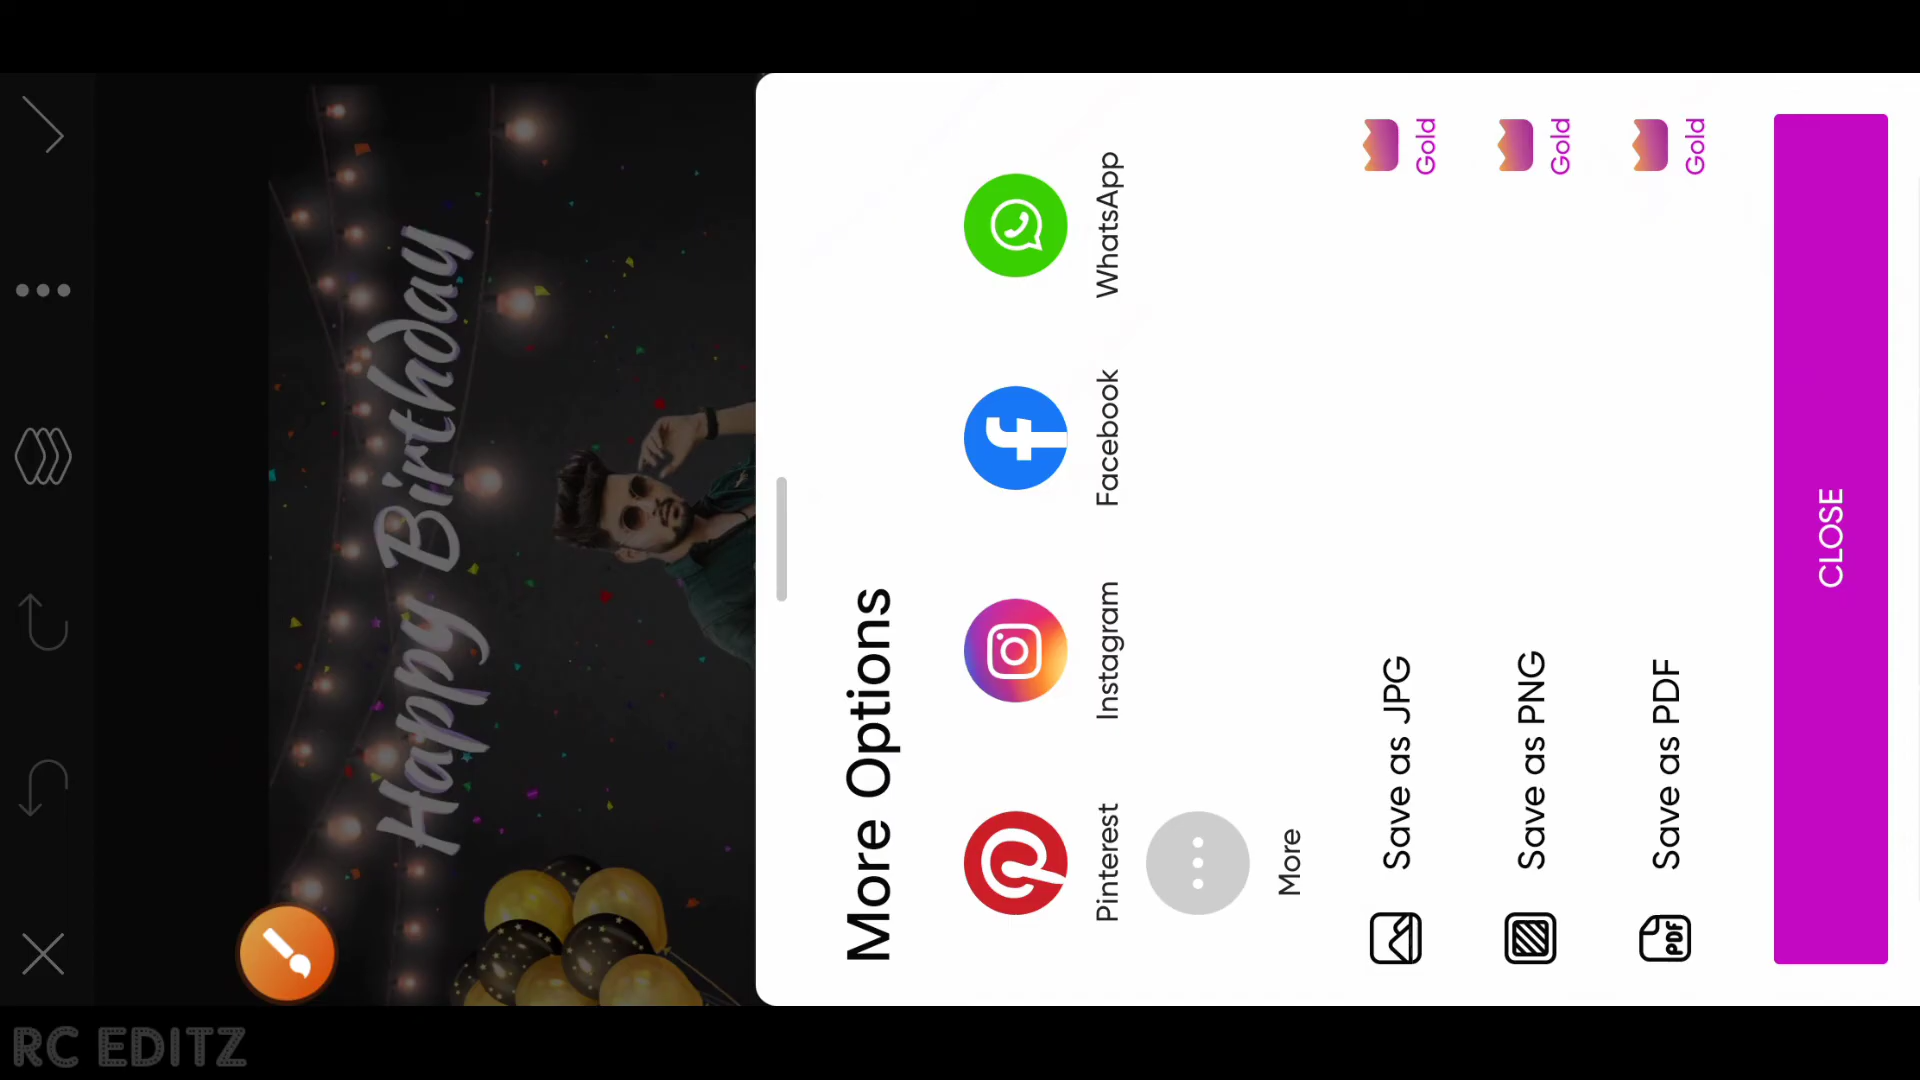 Happy Birthday
More Options
Pinterest
Instagram
Facebook
WhatsApp
More
Save as JPG
Gold
Save as PNG
Gold
PDF
Save as PDF
Gold
CLOSE
RC EDITZ